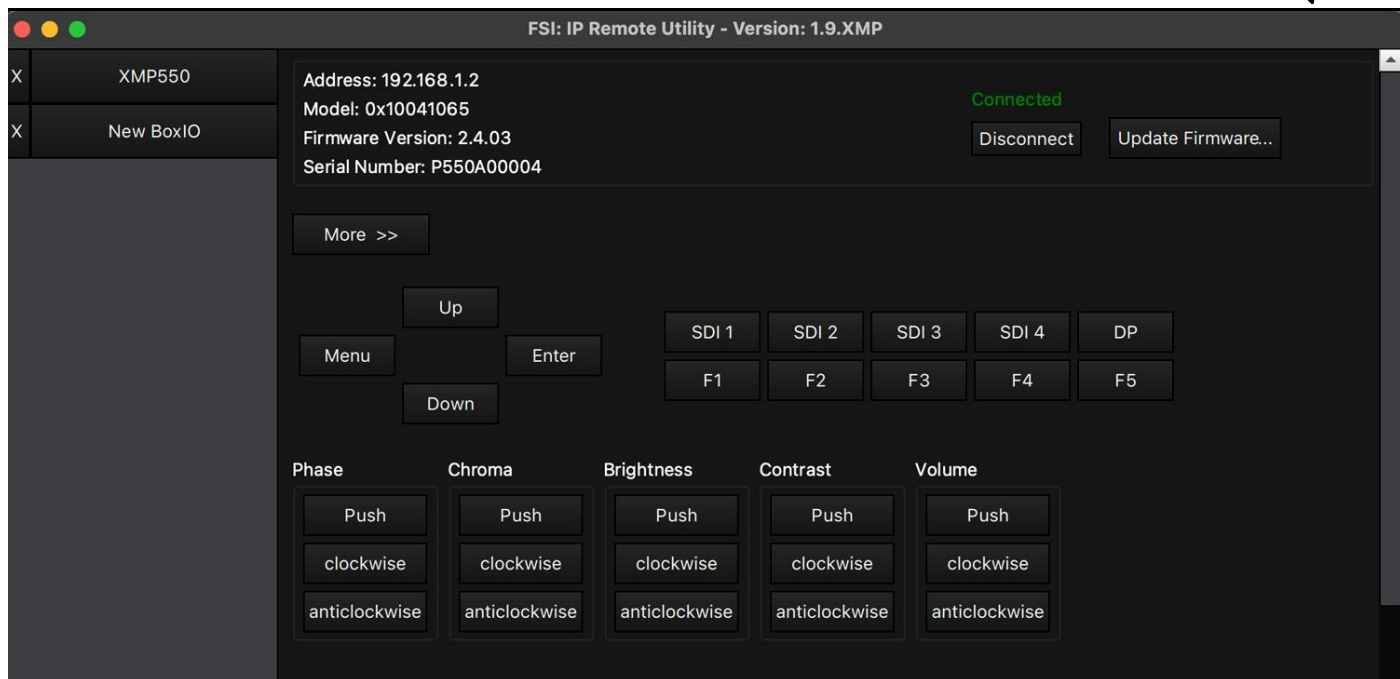 FSI: IP Remote Utility - Version: 1.9.XMP
X XMP550
X New BoxIO
Address: 192.168.1.2
Model: 0x10041065
Firmware Version: 2.4.03
Serial Number: P550A00004
Connected
Disconnect Update Firmware...
More >>
Up
Menu Enter
Down
SDI 1 SDI 2 SDI 3 SDI 4 DP
F1 F2 F3 F4 F5
Phase Chroma Brightness Contrast Volume
Push Push Push Push Push
clockwise clockwise clockwise clockwise clockwise
anticlockwise anticlockwise anticlockwise anticlockwise anticlockwise